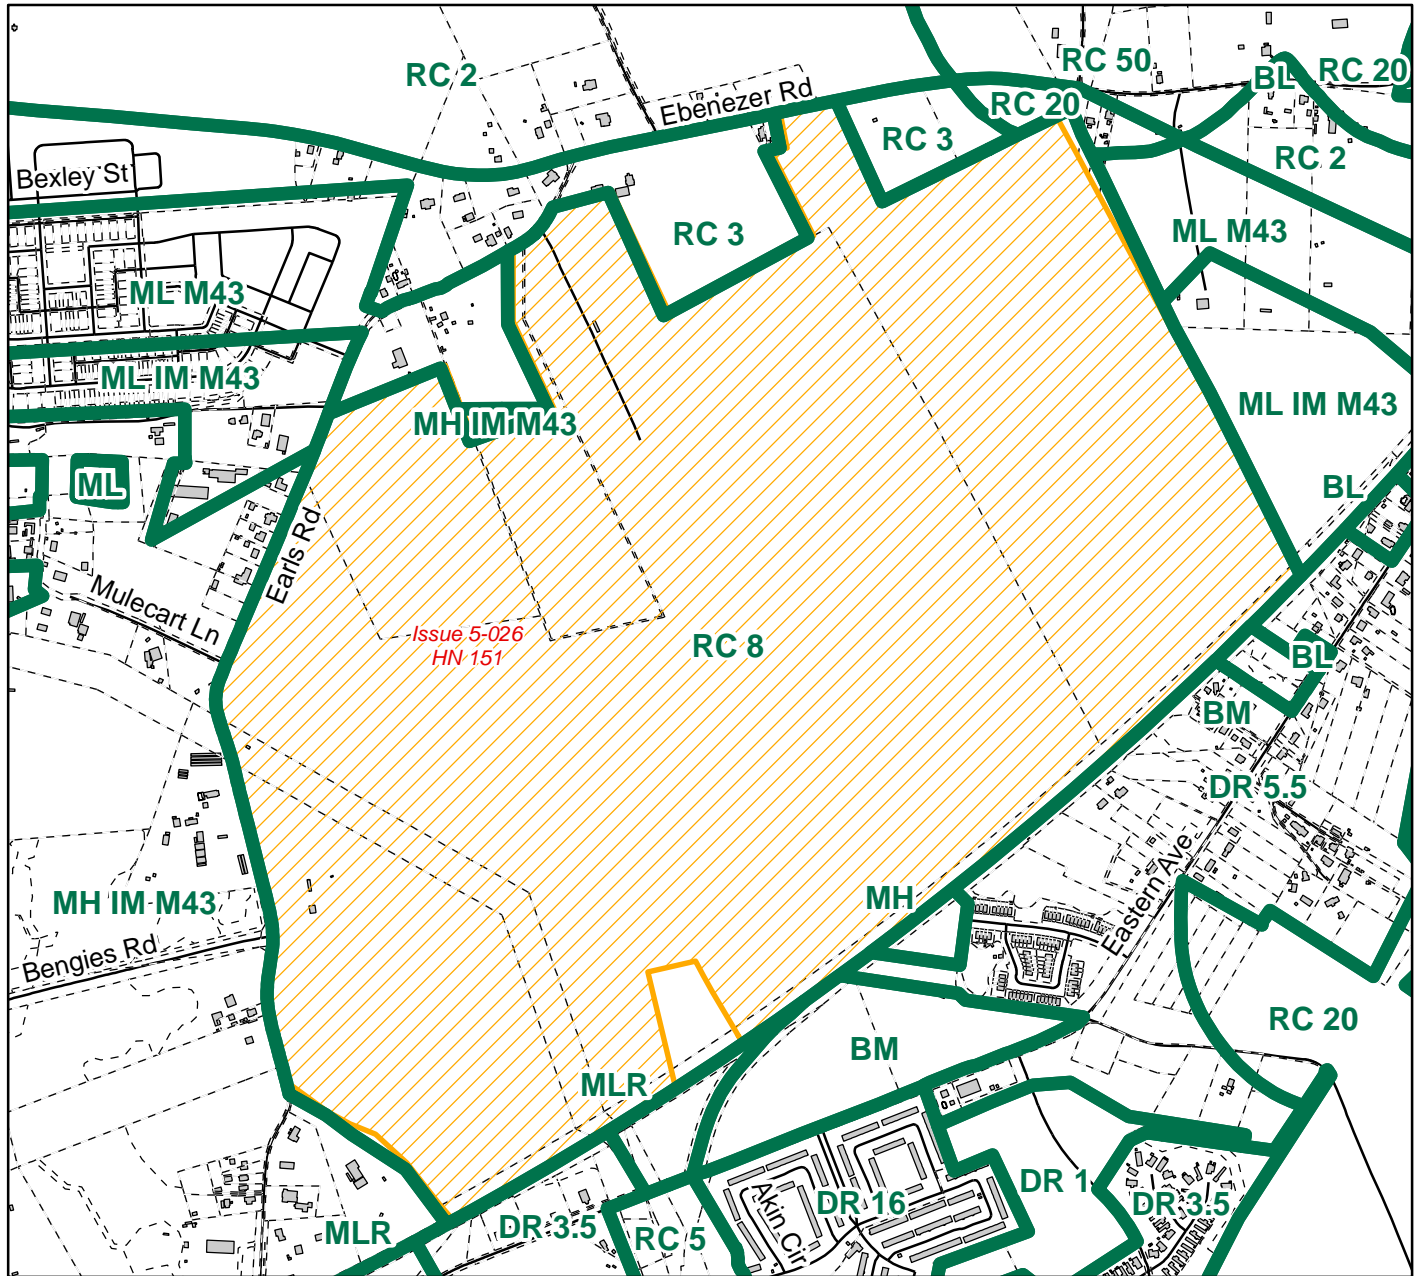 RC 2
RC 50
BL
RC 20
Ebenezer Rd
RC 20
RC 3
Bexley St
RC 2
RC 3
ML M43
ML M43
ML IM M43
ML IM M43
MH IM M43
ML
BL
Earls Rd
Mulecart Ln
Issue 5-026
HN 151
RC 8
BL
BM
DR 5.5
MH IM M43
MH
Eastern Ave
Bengies Rd
RC 20
BM
MLR
DR 1
DR 16
DR 3.5
Akin Cir
MLR
DR 3.5
RC 5